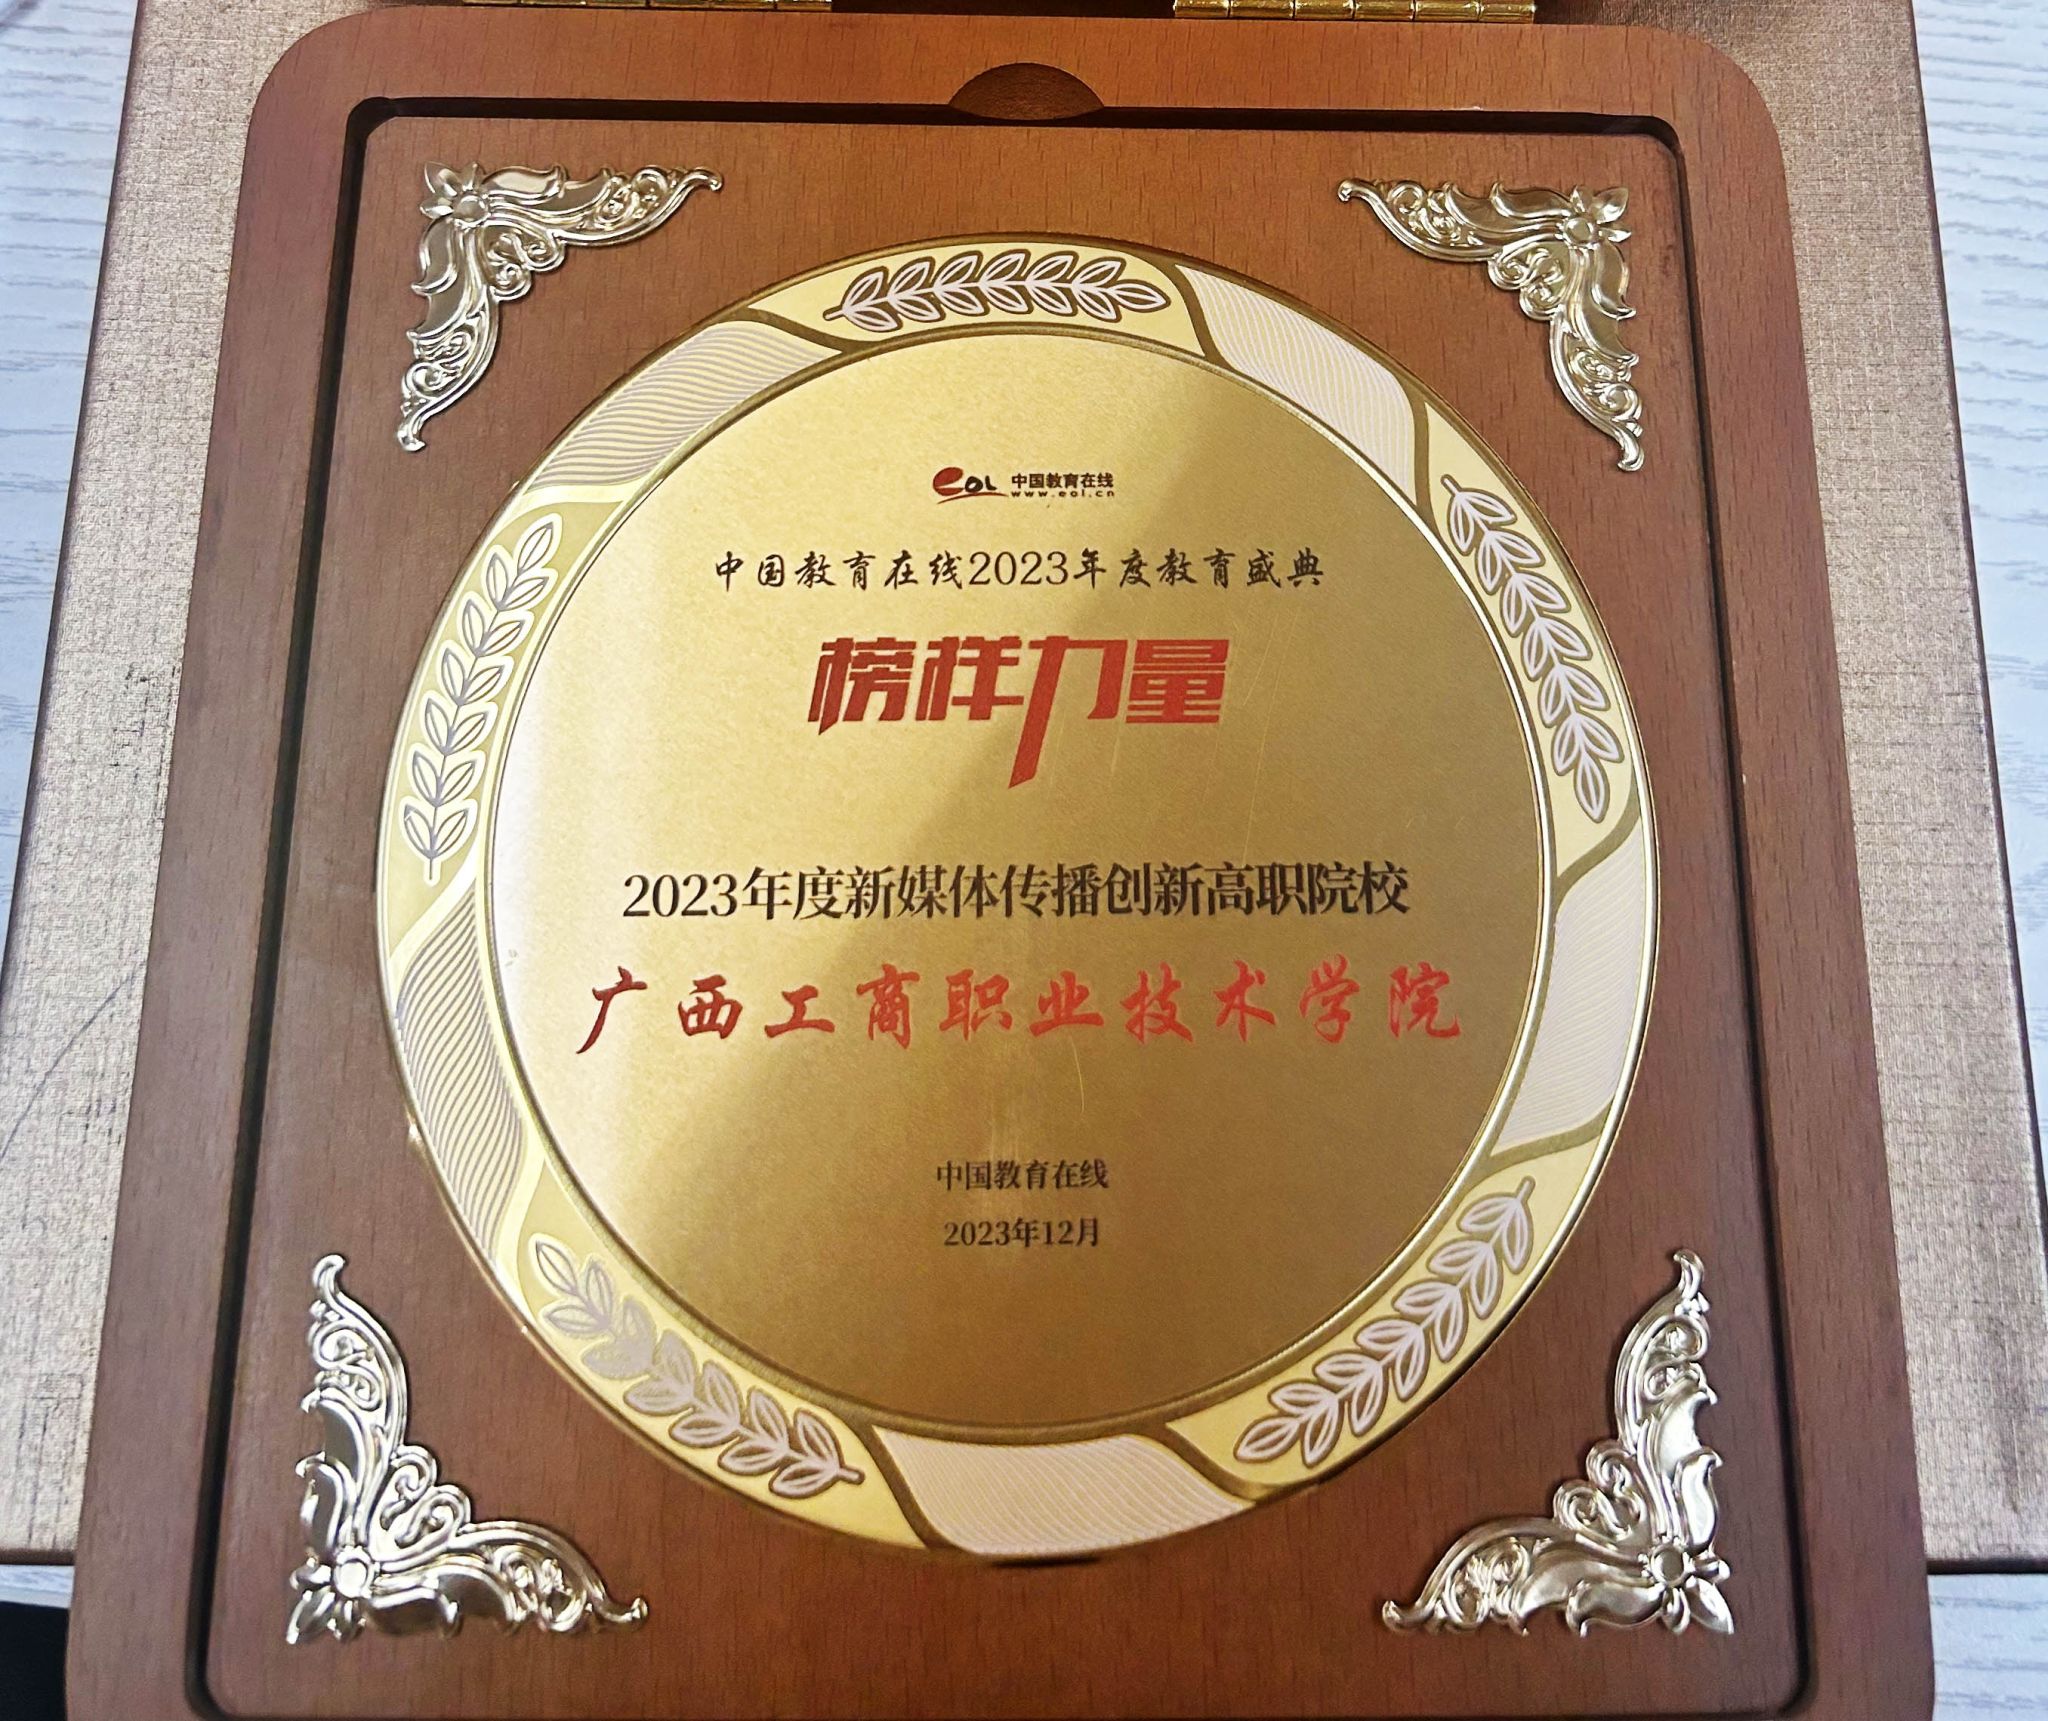 eol 中国教育在线
www.eol.cn
中国教育在线2023年度教育盛典
榜样力量
2023年度新媒体传播创新高职院校
广西工商职业技术学院
中国教育在线
2023年12月